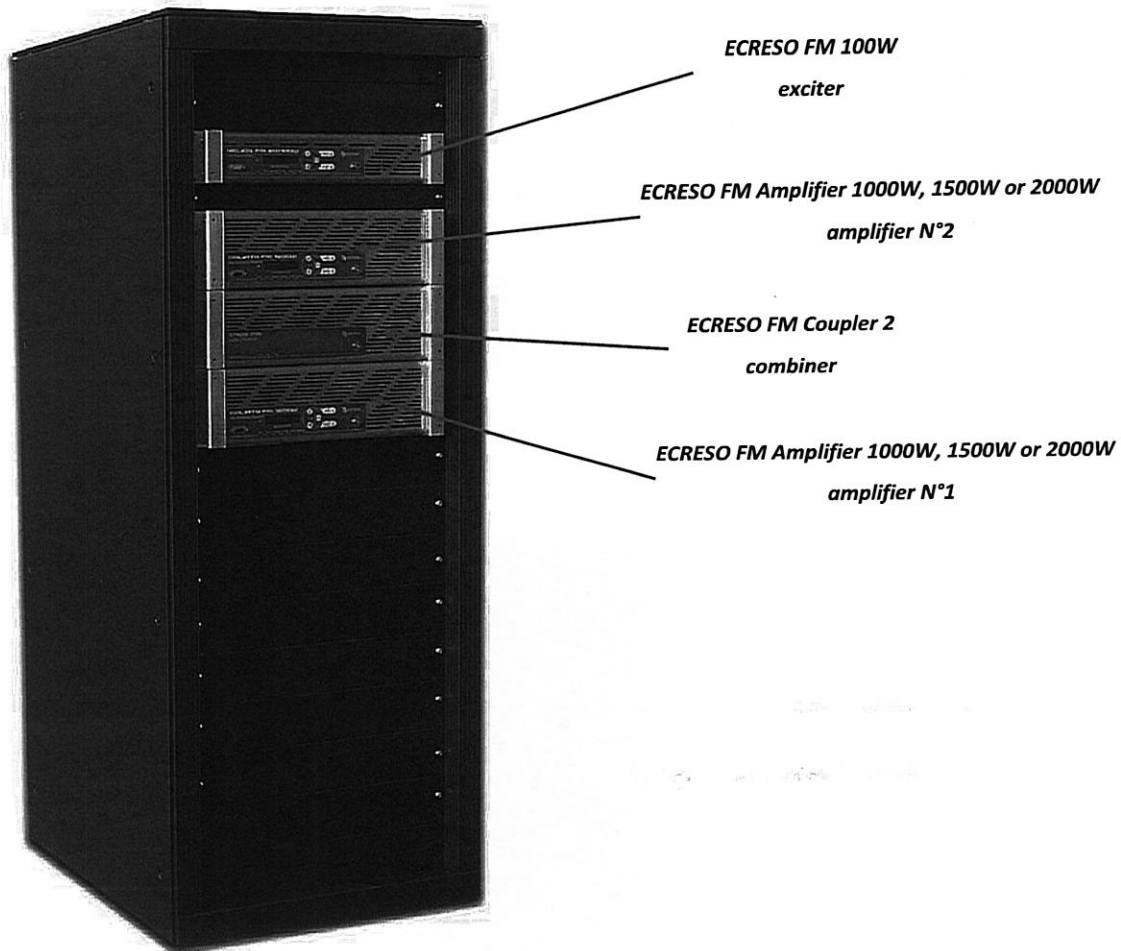 ECRESO FM 100W
exciter
ECRESO FM Amplifier 1000W, 1500W or 2000W
amplifier N°2
ECRESO FM Coupler 2
combiner
ECRESO FM Amplifier 1000W, 1500W or 2000W
amplifier N°1